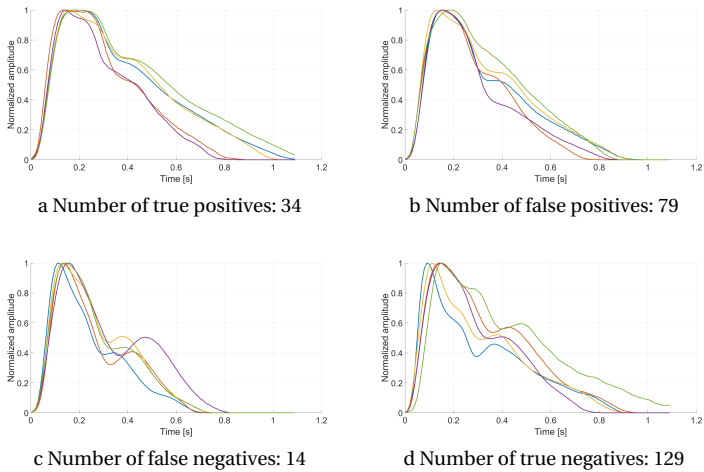 Normalized amplitude
1
0.8
0.6
0.4
0.2
0
0 0.2 0.4 0.6 0.8 1 1.2
Time [s]
a Number of true positives: 34
Normalized amplitude
1
0.8
0.6
0.4
0.2
0
0 0.2 0.4 0.6 0.8 1 1.2
Time [s]
b Number of false positives: 79
Normalized amplitude
1
0.8
0.6
0.4
0.2
0
0 0.2 0.4 0.6 0.8 1 1.2
Time [s]
c Number of false negatives: 14
Normalized amplitude
1
0.8
0.6
0.4
0.2
0
0 0.2 0.4 0.6 0.8 1 1.2
Time [s]
d Number of true negatives: 129